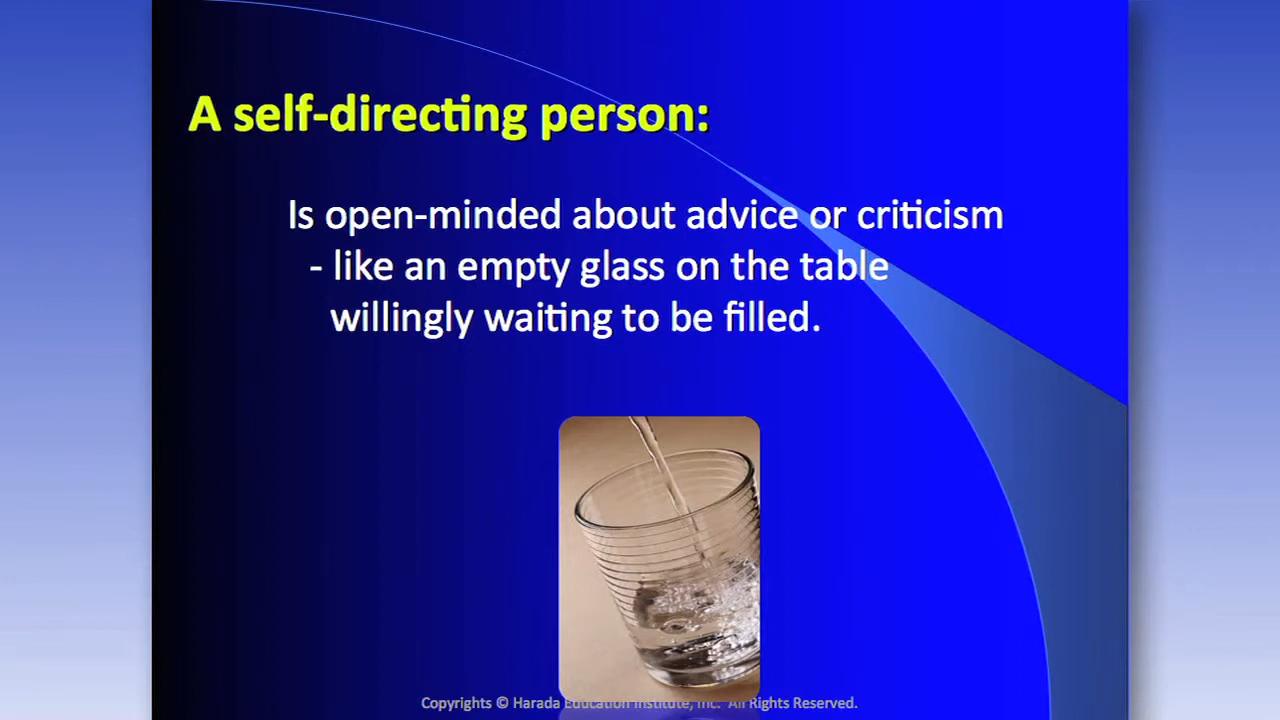 A self-directing person:
Is open-minded about advice or criticism
- like an empty glass on the table
willingly waiting to be filled.
Copyrights © Harada Education Institute, Inc. All Rights Reserved.